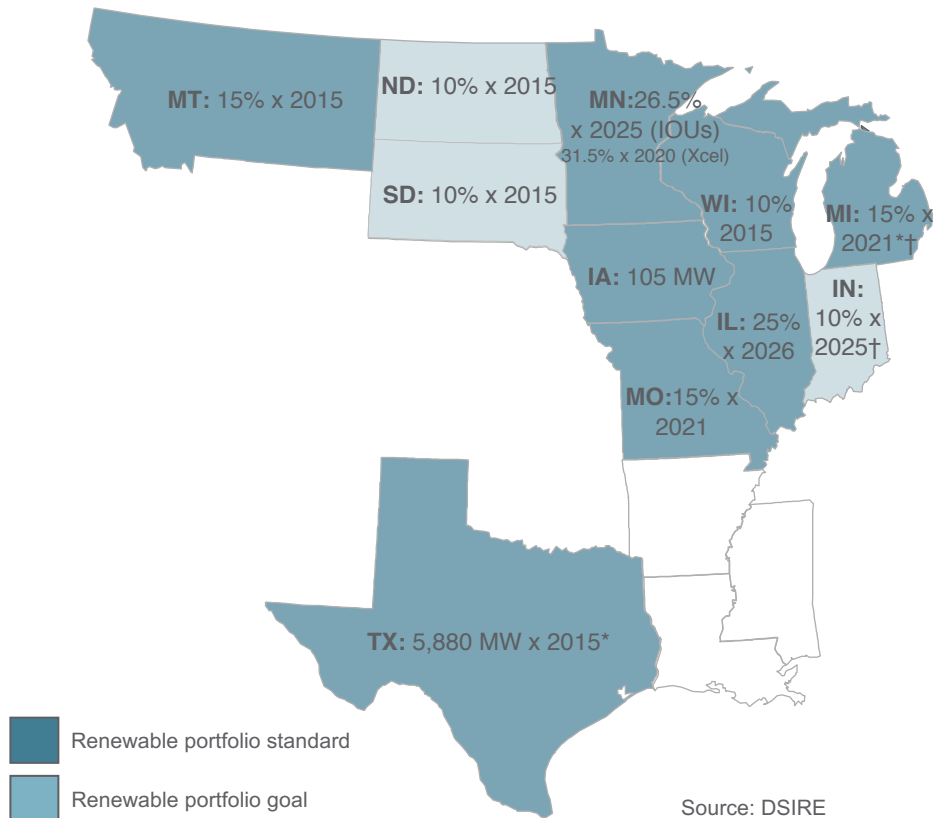 MT: 15% x 2015
ND: 10% x 2015
MN:26.5%
x 2025 (IOUs)
31.5% x 2020 (Xcel)
SD: 10% x 2015
WI: 10%
2015
MI: 15% x
2021*†
IA: 105 MW
IN:
10% x
2025†
IL: 25%
x 2026
MO:15% x
2021
TX: 5,880 MW x 2015*
Renewable portfolio standard
Renewable portfolio goal
Source: DSIRE